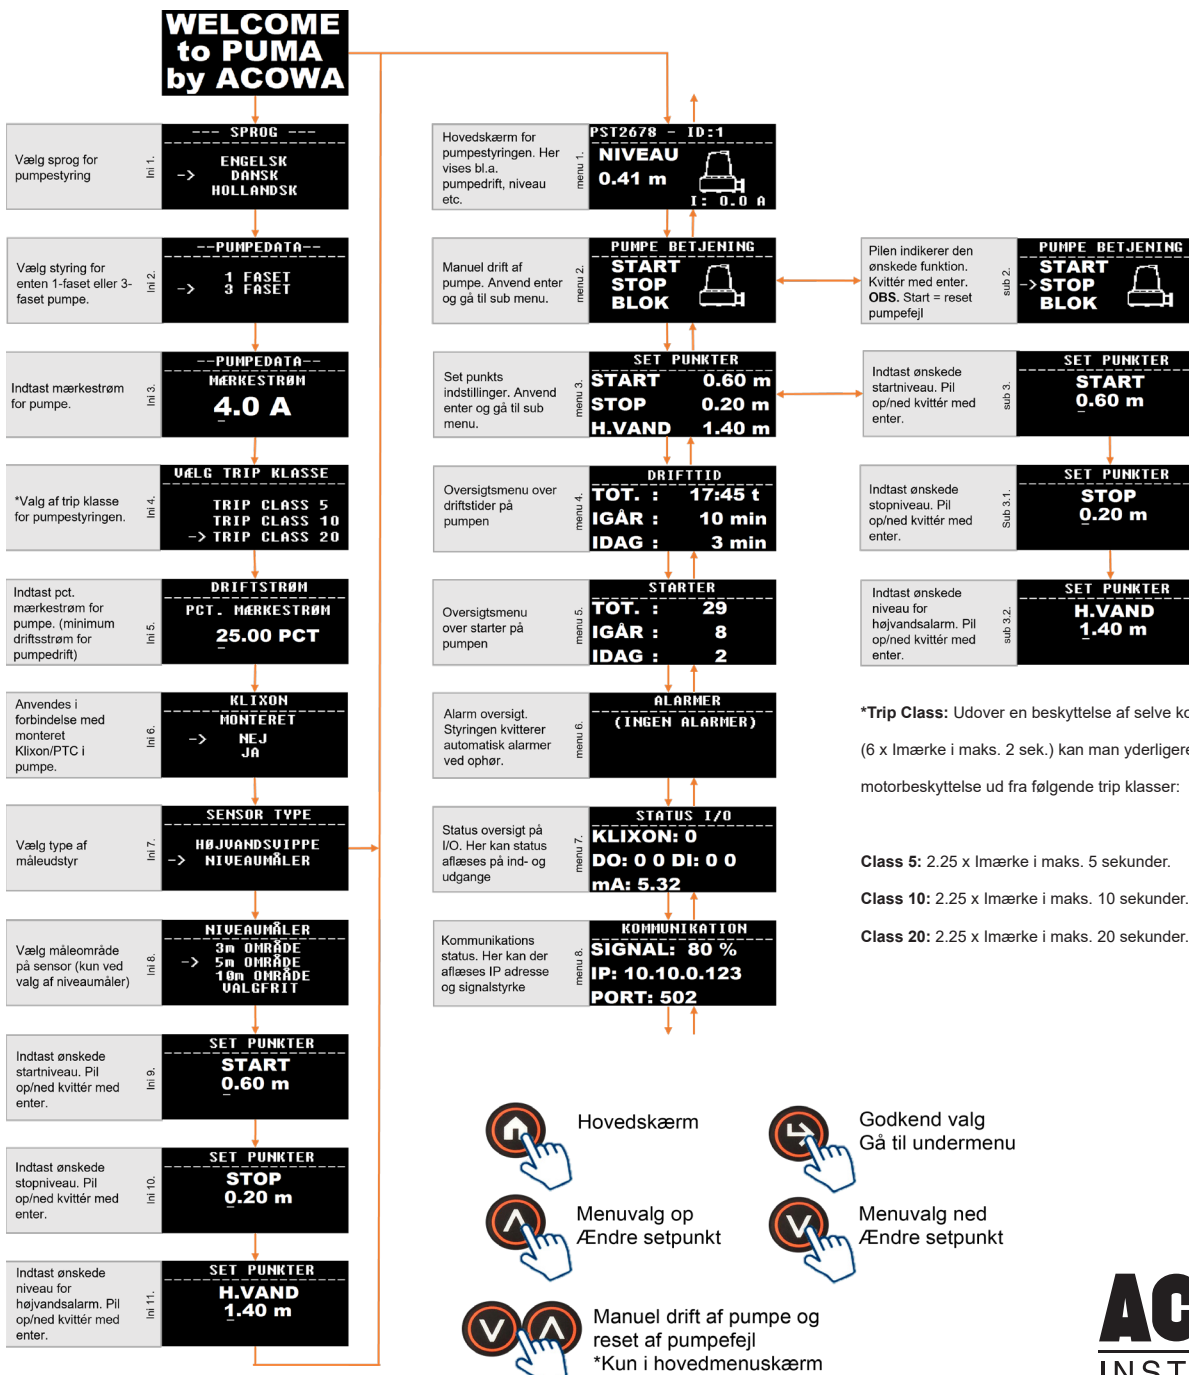 WELCOME
to PUMA
by ACOWA
Vælg sprog for
pumpestyring
Ini 1.
--- SPROG ---
ENGELSK
-> DANSK
HOLLANDSK
Vælg styring for
enten 1-faset eller 3-
faset pumpe.
Ini 2.
--PUMPEDATA--
1 FASET
-> 3 FASET
Indtast mærkestrøm
for pumpe.
Ini 3.
--PUMPEDATA--
MÆRKESTRØM
4.0 A
*Valg af trip klasse
for pumpestyringen.
Ini 4.
VÆLG TRIP KLASSE
TRIP CLASS 5
TRIP CLASS 10
-> TRIP CLASS 20
Indtast pct.
mærkestrøm for
pumpe. (minimum
driftsstrøm for
pumpedrift)
Ini 5.
DRIFTSTRØM
PCT. MÆRKESTRØM
25.00 PCT
Anvendes i
forbindelse med
monteret
Klixon/PTC i
pumpe.
Ini 6.
KLIXON
MONTERET
-> NEJ
JA
Vælg type af
måleudstyr
Ini 7.
SENSOR TYPE
HØJVANDSVIPPE
-> NIVEAUMÅLER
Vælg måleområde
på sensor (kun ved
valg af niveaumåler)
Ini 8.
NIVEAUMÅLER
3m OMRÅDE
-> 5m OMRÅDE
10m OMRÅDE
VALGFRIT
Indtast ønskede
startniveau. Pil
op/ned kvittér med
enter.
Ini 9.
SET PUNKTER
START
0.60 m
Indtast ønskede
stopniveau. Pil
op/ned kvittér med
enter.
Ini 10.
SET PUNKTER
STOP
0.20 m
Indtast ønskede
niveau for
højvandsalarm. Pil
op/ned kvittér med
enter.
Ini 11.
SET PUNKTER
H.VAND
1.40 m
Hovedskærm for
pumpestyringen. Her
vises bl.a.
pumpedrift, niveau
etc.
menu 1.
PST2678 - ID:1
NIVEAU
0.41 m
I: 0.0 A
Manuel drift af
pumpe. Anvend enter
og gå til sub menu.
menu 2.
PUMPE BETJENING
START
STOP
BLOK
Set punkts
indstillinger. Anvend
enter og gå til sub
menu.
menu 3.
SET PUNKTER
START 0.60 m
STOP 0.20 m
H.VAND 1.40 m
Oversigtsmenu over
driftstider på
pumpen
menu 4.
DRIFTTID
TOT. : 17:45 t
IGÅR : 10 min
IDAG : 3 min
Oversigtsmenu
over starter på
pumpen
menu 5.
STARTER
TOT. : 29
IGÅR : 8
IDAG : 2
Alarm oversigt.
Styringen kvitterer
automatisk alarmer
ved ophør.
menu 6.
ALARMER
(INGEN ALARMER)
Status oversigt på
I/O. Her kan status
aflæses på ind- og
udgange
menu 7.
STATUS I/O
KLIXON: 0
DO: 0 0 DI: 0 0
mA: 5.32
Kommunikations
status. Her kan der
aflæses IP adresse
og signalstyrke
menu 8.
KOMMUNIKATION
SIGNAL: 80 %
IP: 10.10.0.123
PORT: 502
Pilen indikerer den
ønskede funktion.
Kvittér med enter.
OBS. Start = reset
pumpefejl
sub 2.
PUMPE BETJENING
START
->STOP
BLOK
Indtast ønskede
startniveau. Pil
op/ned kvittér med
enter.
sub 3.
SET PUNKTER
START
0.60 m
Indtast ønskede
stopniveau. Pil
op/ned kvittér med
enter.
Sub 3.1.
SET PUNKTER
STOP
0.20 m
Indtast ønskede
niveau for
højvandsalarm. Pil
op/ned kvittér med
enter.
sub 3.2.
SET PUNKTER
H.VAND
1.40 m
*Trip Class: Udover en beskyttelse af selve
(6 x Imærke i maks. 2 sek.) kan man yderligere
motorbeskyttelse ud fra følgende trip klasser:
Class 5: 2.25 x Imærke i maks. 5 sekunder.
Class 10: 2.25 x Imærke i maks. 10 sekunder.
Class 20: 2.25 x Imærke i maks. 20 sekunder.
Hovedskærm
Godkend valg
Gå til undermenu
Menuvalg op
Ændre setpunkt
Menuvalg ned
Ændre setpunkt
Manuel drift af pumpe og
reset af pumpefejl
*Kun i hovedmenuskærm